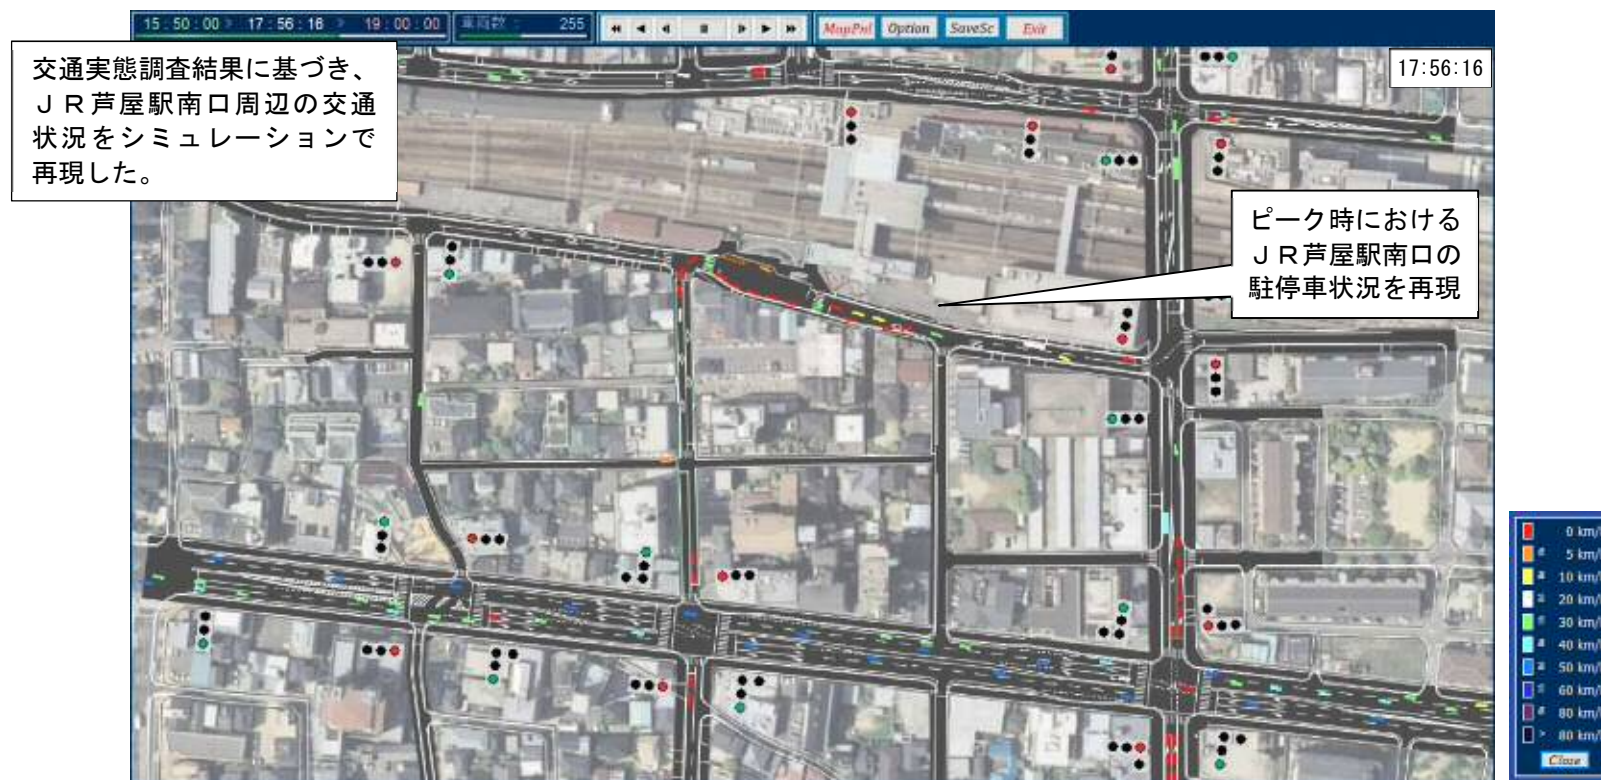 15:50:00 > 17:56:16 > 19:00:00
車両数 : 255
MapPnl Option SaveSc Exit
17:56:16
交通実態調査結果に基づき、
ＪＲ芦屋駅南口周辺の交通
状況をシミュレーションで
再現した。
ピーク時における
ＪＲ芦屋駅南口の
駐停車状況を再現
0 km/
5 km/
10 km/
20 km/
30 km/
40 km/
50 km/
60 km/
80 km/
> 80 km/
Close